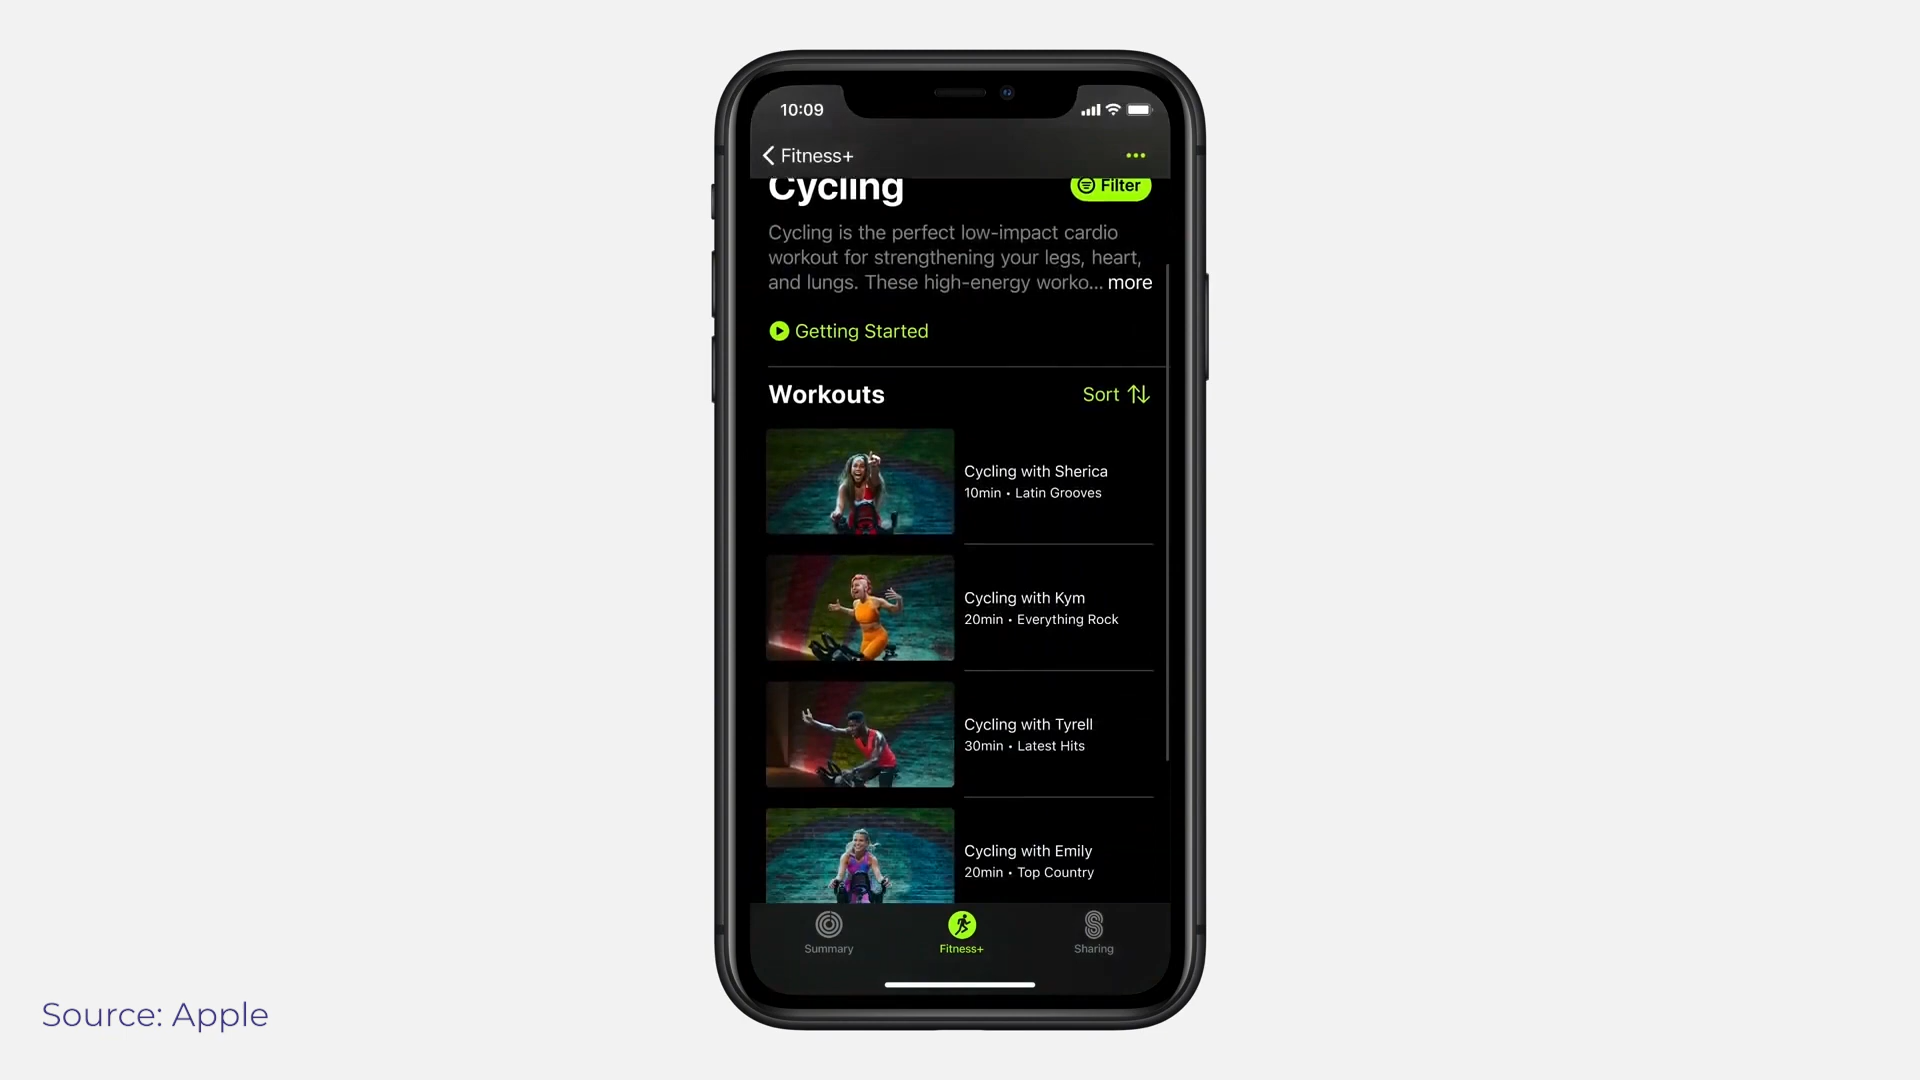 10:09
Fitness+
Cycling
Filter
Cycling is the perfect low-impact cardio
workout for strengthening your legs, heart,
and lungs. These high-energy worko... more
Getting Started
Workouts
Sort
Cycling with Sherica
10min • Latin Grooves
Cycling with Kym
20min • Everything Rock
Cycling with Tyrell
30min • Latest Hits
Cycling with Emily
20min • Top Country
Summary
Fitness+
Sharing
Source: Apple